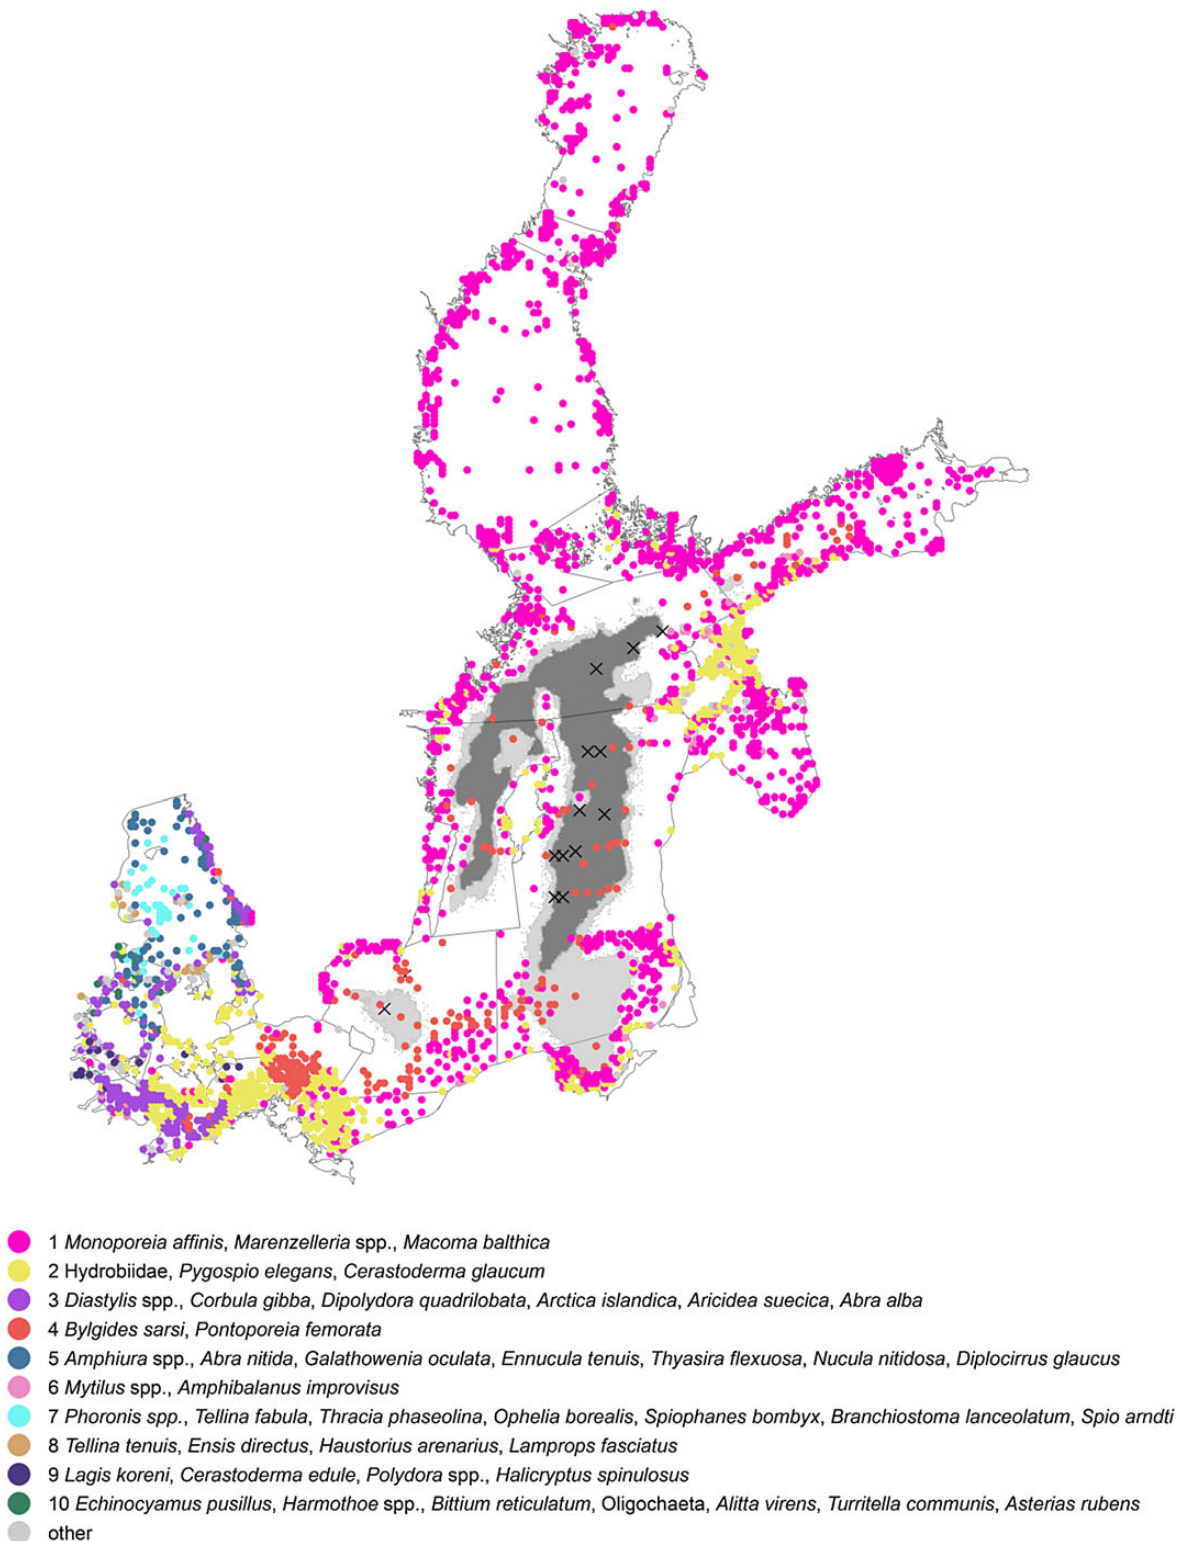 1 Monoporeia affinis, Marenzelleria spp., Macoma balthica
2 Hydrobiidae, Pygospio elegans, Cerastoderma glaucum
3 Diastylis spp., Corbula gibba, Dipolydora quadrilobata, Arctica islandica, Aricidea suecica, Abra alba
4 Bylgides sarsi, Pontoporeia femorata
5 Amphiura spp., Abra nitida, Galathowenia oculata, Ennucula tenuis, Thyasira flexuosa, Nucula nitidosa, Diplocirrus glaucus
6 Mytilus spp., Amphibalanus improvisus
7 Phoronis spp., Tellina fabula, Thracia phaseolina, Ophelia borealis, Spiophanes bombyx, Branchiostoma lanceolatum, Spio arndti
8 Tellina tenuis, Ensis directus, Haustorius arenarius, Lamprops fasciatus
9 Lagis koreni, Cerastoderma edule, Polydora spp., Halicryptus spinulosus
10 Echinocyamus pusillus, Harmothoe spp., Bittium reticulatum, Oligochaeta, Alitta virens, Turritella communis, Asterias rubens
other